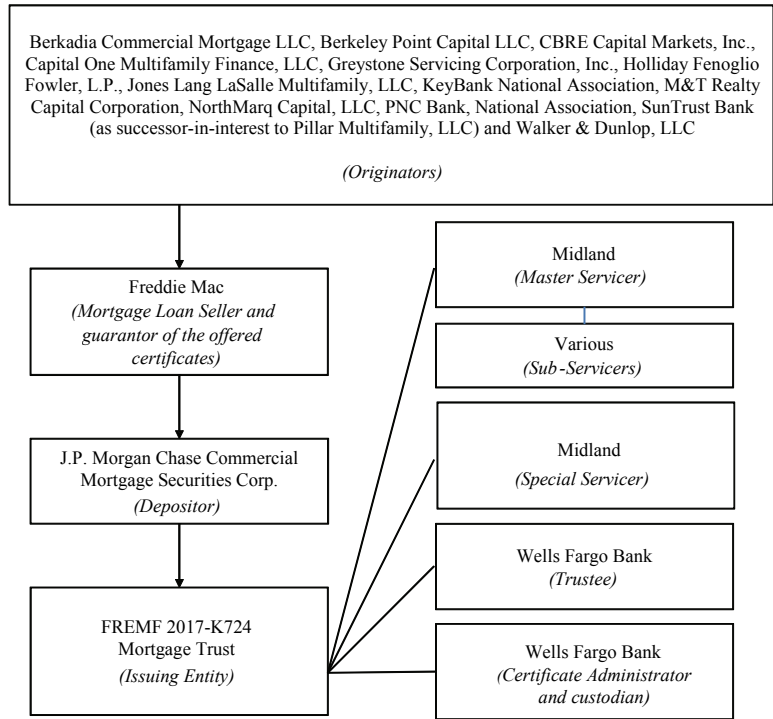 Berkadia Commercial Mortgage LLC, Berkeley Point Capital LLC, CBRE Capital Markets, Inc.,
Capital One Multifamily Finance, LLC, Greystone Servicing Corporation, Inc., Holliday Fenoglio
Fowler, L.P., Jones Lang LaSalle Multifamily, LLC, KeyBank National Association, M&T Realty
Capital Corporation, NorthMarq Capital, LLC, PNC Bank, National Association, SunTrust Bank
(as successor-in-interest to Pillar Multifamily, LLC) and Walker & Dunlop, LLC
(Originators)
Freddie Mac
(Mortgage Loan Seller and
guarantor of the offered
certificates)
J.P. Morgan Chase Commercial
Mortgage Securities Corp.
(Depositor)
FREMF 2017-K724
Mortgage Trust
(Issuing Entity)
Midland
(Master Servicer)
Various
(Sub-Servicers)
Midland
(Special Servicer)
Wells Fargo Bank
(Trustee)
Wells Fargo Bank
(Certificate Administrator
and custodian)